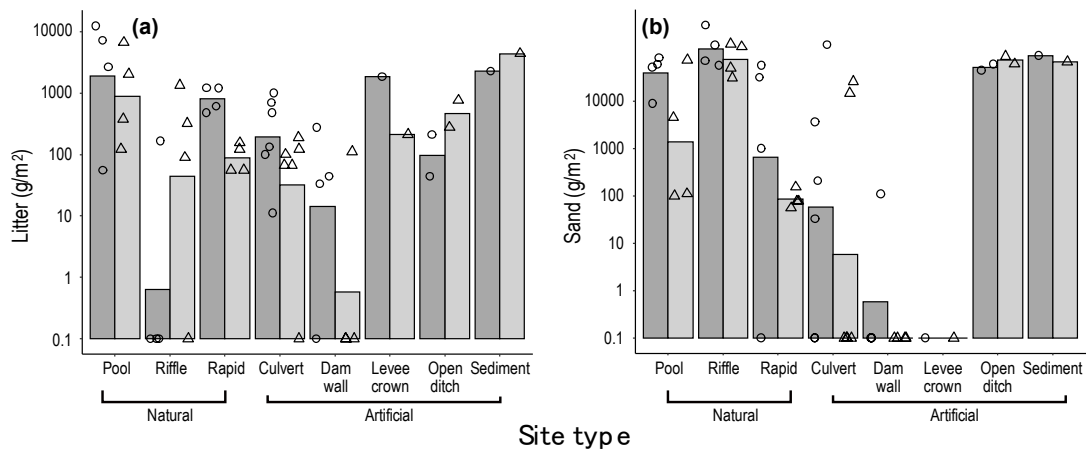 (a)
Litter (g/m²)
10000
1000
100
10
1
0.1
Pool Riffle Rapid Culvert Dam wall Levee crown Open ditch Sediment
Natural Artificial
(b)
Sand (g/m²)
10000
1000
100
10
1
0.1
Pool Riffle Rapid Culvert Dam wall Levee crown Open ditch Sediment
Natural Artificial
Site type